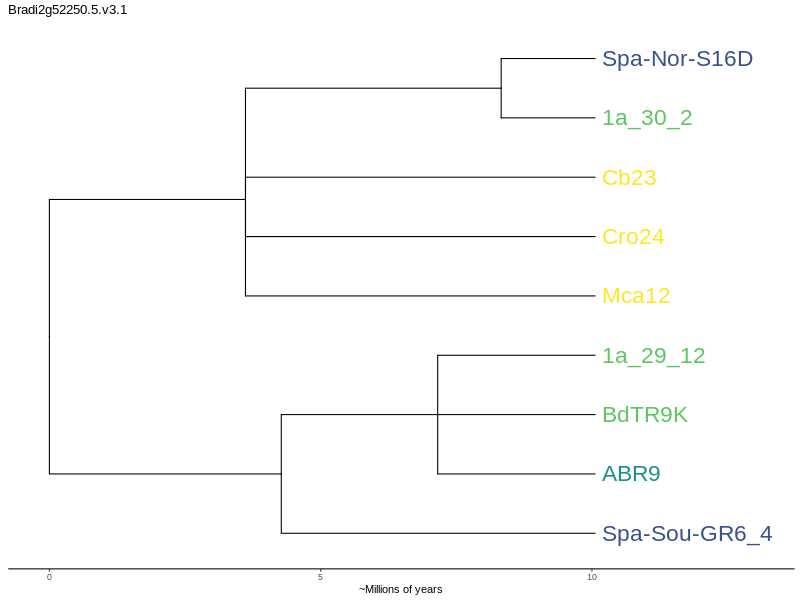 Bradi2g52250.5.v3.1
Spa-Nor-S16D
1a_30_2
Cb23
Cro24
Mca12
1a_29_12
BdTR9K
ABR9
Spa-Sou-GR6_4
0 5 10
~Millions of years